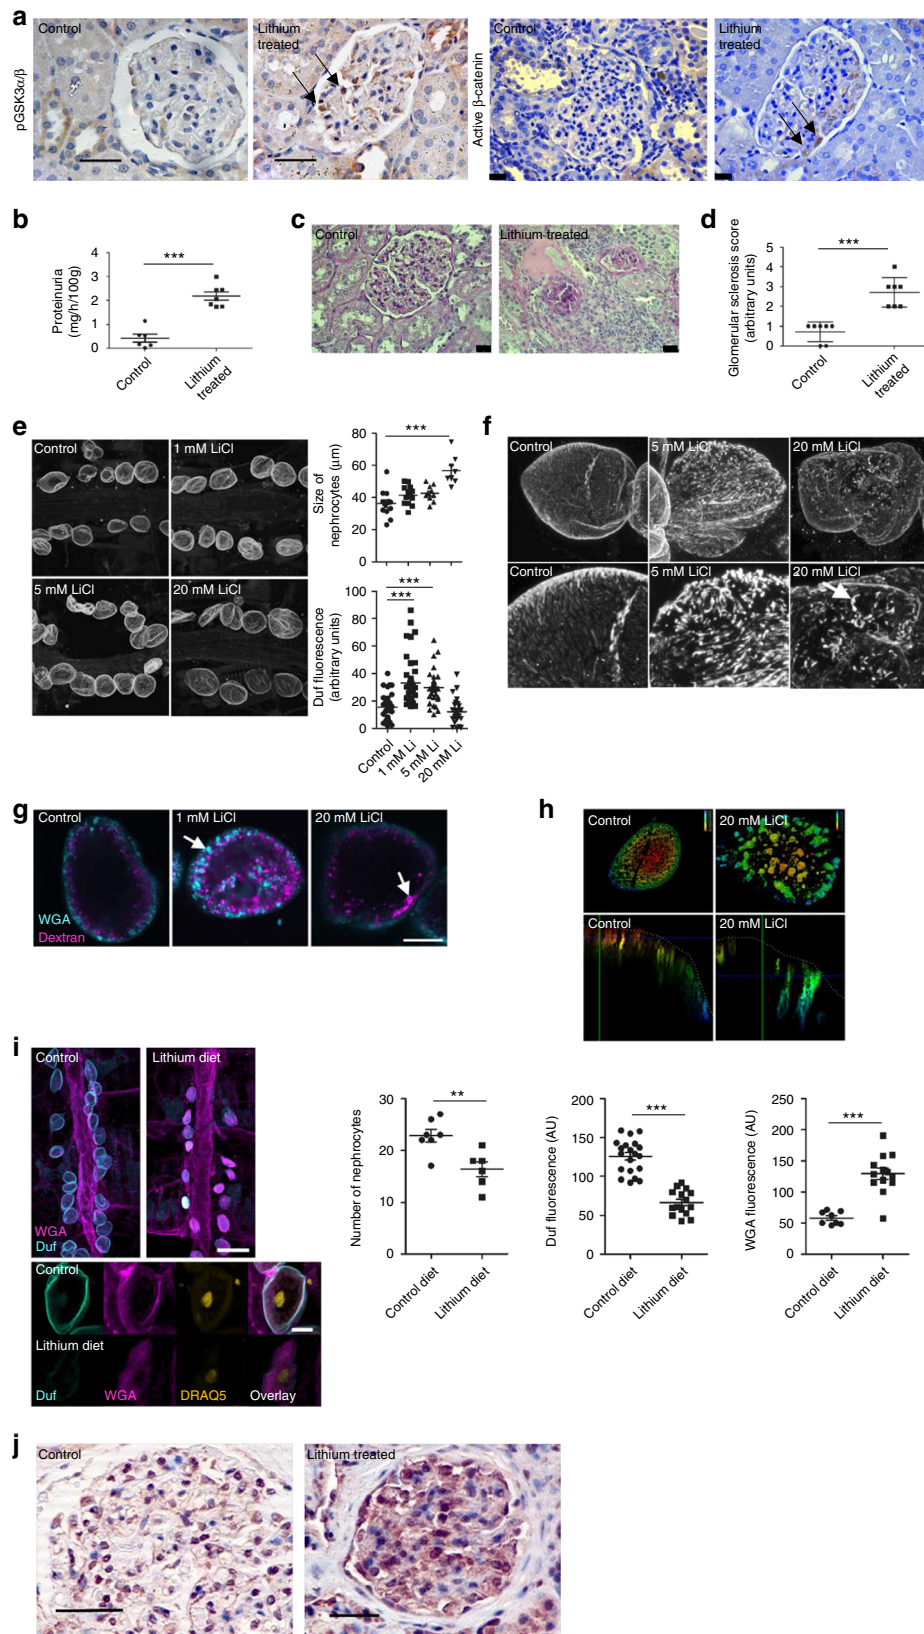 a
pGSK3α/β
Control
Lithium
treated
Active β-catenin
Control
Lithium
treated
b
Proteinuria
(mg/h/100g)
4
3
2
1
0
***
Control
Lithium
treated
c
Control
Lithium treated
d
Glomerular sclerosis score
(arbitrary units)
5
4
3
2
1
0
***
Control
Lithium
treated
e
Control
1 mM LiCl
5 mM LiCl
20 mM LiCl
Size of
nephrocytes (μm)
80
60
40
20
0
***
Duf fluorescence
(arbitrary units)
100
80
60
40
20
0
***
***
Control
1 mM Li
5 mM Li
20 mM Li
f
Control
5 mM LiCl
20 mM LiCl
Control
5 mM LiCl
20 mM LiCl
g
Control
1 mM LiCl
20 mM LiCl
WGA
Dextran
h
Control
20 mM LiCl
Control
20 mM LiCl
i
Control
Lithium diet
WGA
Duf
Control
Lithium diet
Duf
WGA
DRAQ5
Overlay
Number of nephrocytes
30
20
10
0
**
Control diet
Lithium diet
Duf fluorescence (AU)
200
150
100
50
0
***
Control diet
Lithium diet
WGA fluorescence (AU)
250
200
150
100
50
0
***
Control diet
Lithium diet
j
Control
Lithium treated